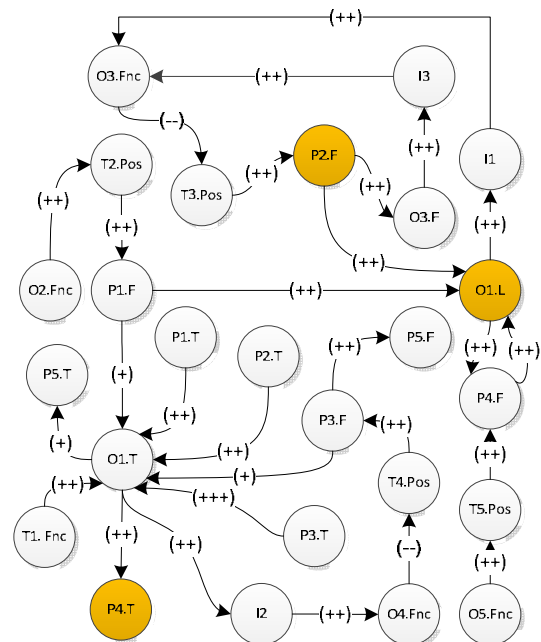 (++)
O3.Fnc (++) I3
(--) (++) I1
T2.Pos P2.F
(++) T3.Pos (++) (++) O3.F (++)
(++)
(++)
O2.Fnc P1.F (++) O1.L
P1.T (++) P5.F (++) (++)
P5.T (+) P2.T
(++) P3.F P4.F
(+) (++) (++)
O1.T (+) (++)
(++) (+++) T4.Pos
T1. Fnc P3.T T5.Pos
(++) (++) (--) (++)
P4.T I2 (++) O4.Fnc O5.Fnc